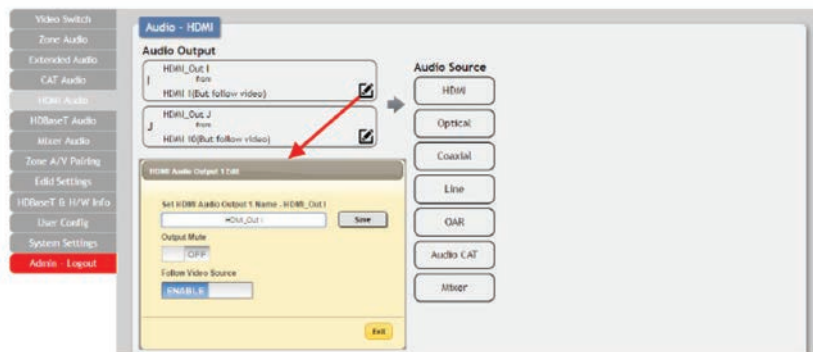 Video Switch
Zone Audio
Extended Audio
CAT Audio
HDMI Audio
HDBaseT Audio
Mixer Audio
Zone A/V Pairing
Edid Settings
HDBaseT & H/W Info
User Config
System Settings
Admin - Logout
Audio - HDMI
Audio Output
I
HDMI_Out I
from
HDMI 1(But follow video)
J
HDMI_Out J
from
HDMI 10(But follow video)
HDMI Audio Output 1 Edit
Set HDMI Audio Output 1 Name - HDMI_Out I
HDMI_Out I
Save
Output Mute
OFF
Follow Video Source
ENABLE
Exit
Audio Source
HDMI
Optical
Coaxial
Line
OAR
Audio CAT
Mixer